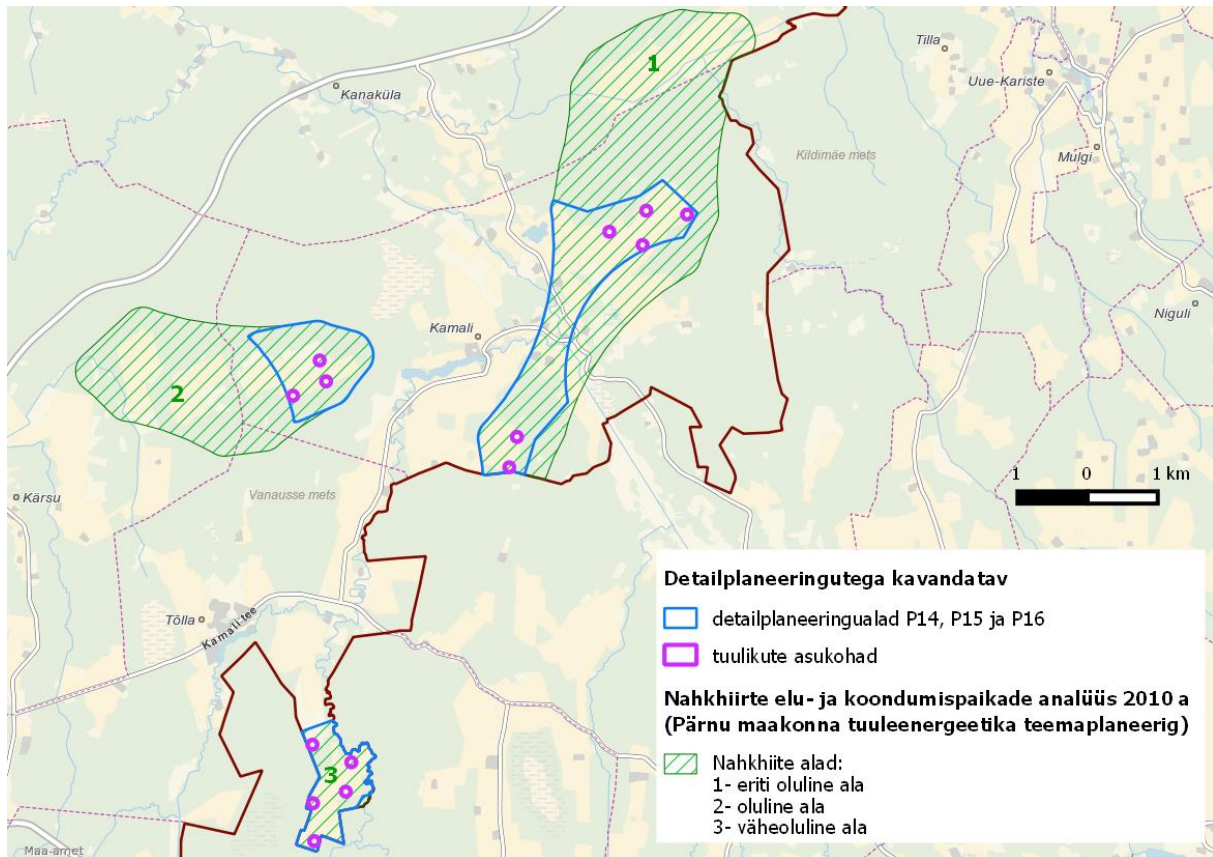 1
Tilla
Uue-Kariste
Kanaküla
Mulgi
Kildimäe mets
Niguli
Kamali
2
1 0 1 km
Kärsu
Vanausse mets
Tõlla
Kamali tee
3
Maa-amet
Detailplaneeringutega kavandatav
detailplaneeringualad P14, P15 ja P16
tuulikute asukohad
Nahkhiirte elu- ja koondumispaikade analüüs 2010 a
(Pärnu maakonna tuuleenergeetika teemaplaneerig)
Nahkhiite alad:
1- eriti oluline ala
2- oluline ala
3- väheoluline ala